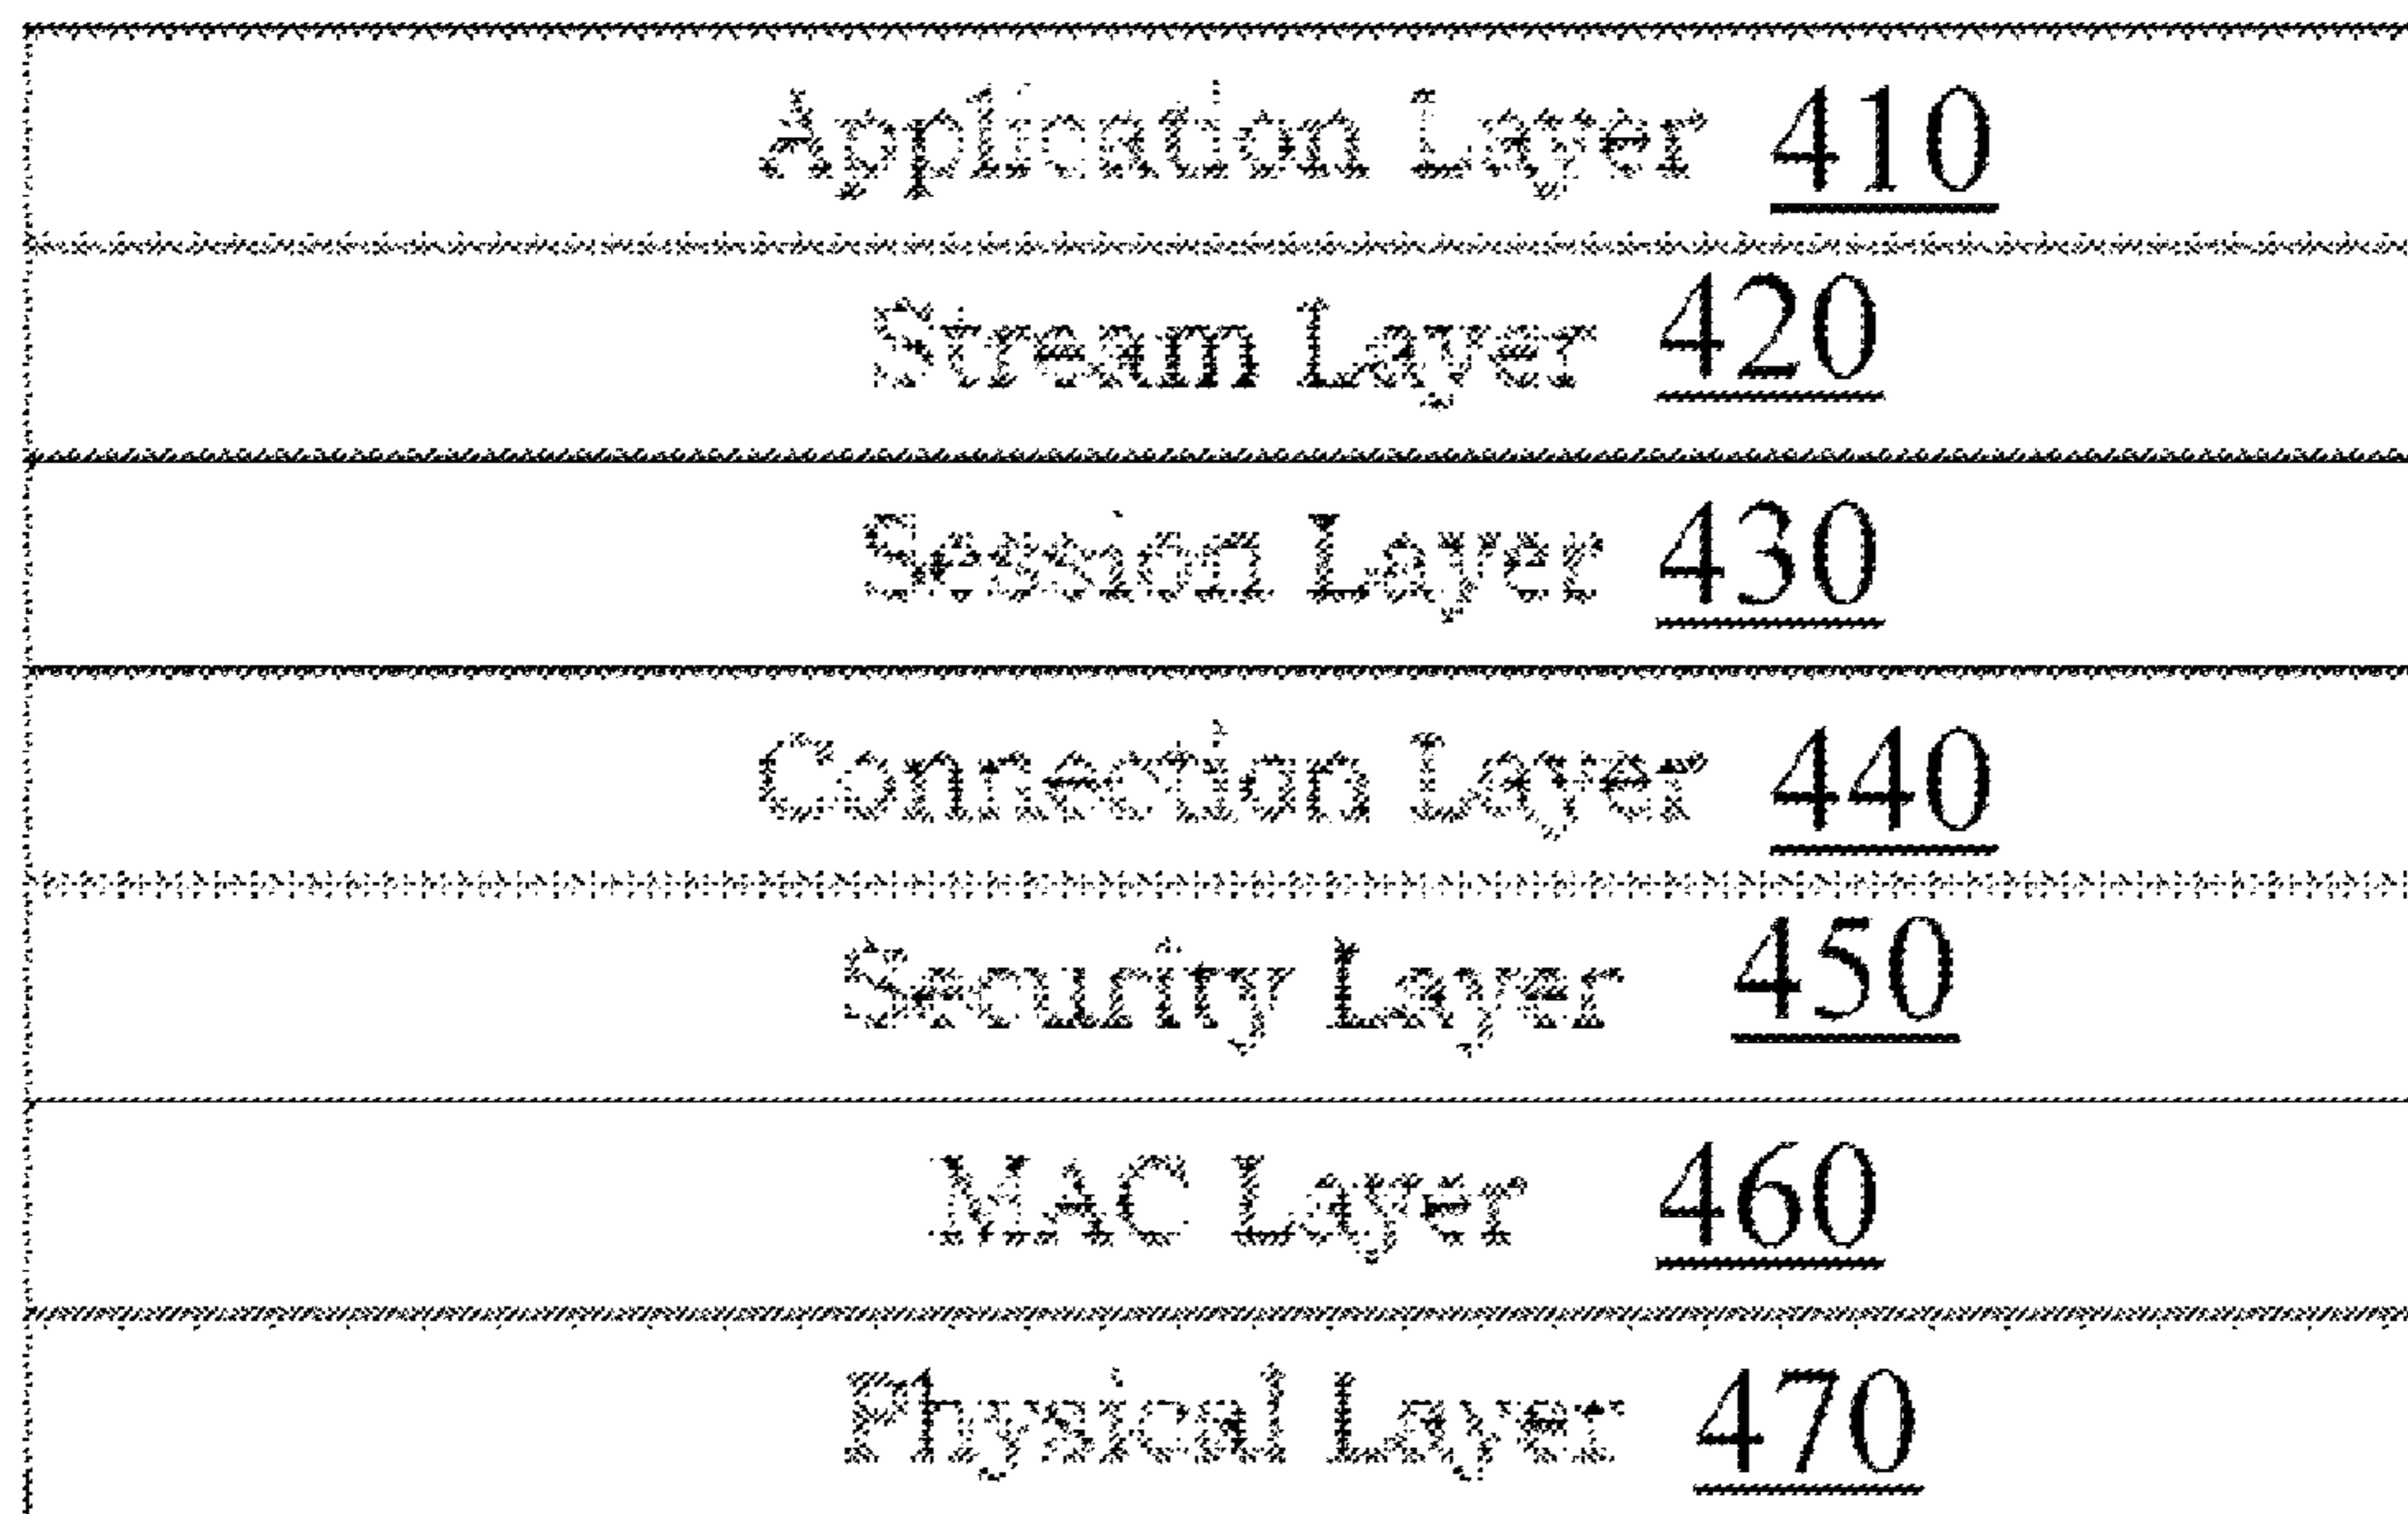 Application Layer 410
Stream Layer 420
Session Layer 430
Connection Layer 440
Security Layer 450
MAC Layer 460
Physical Layer 470